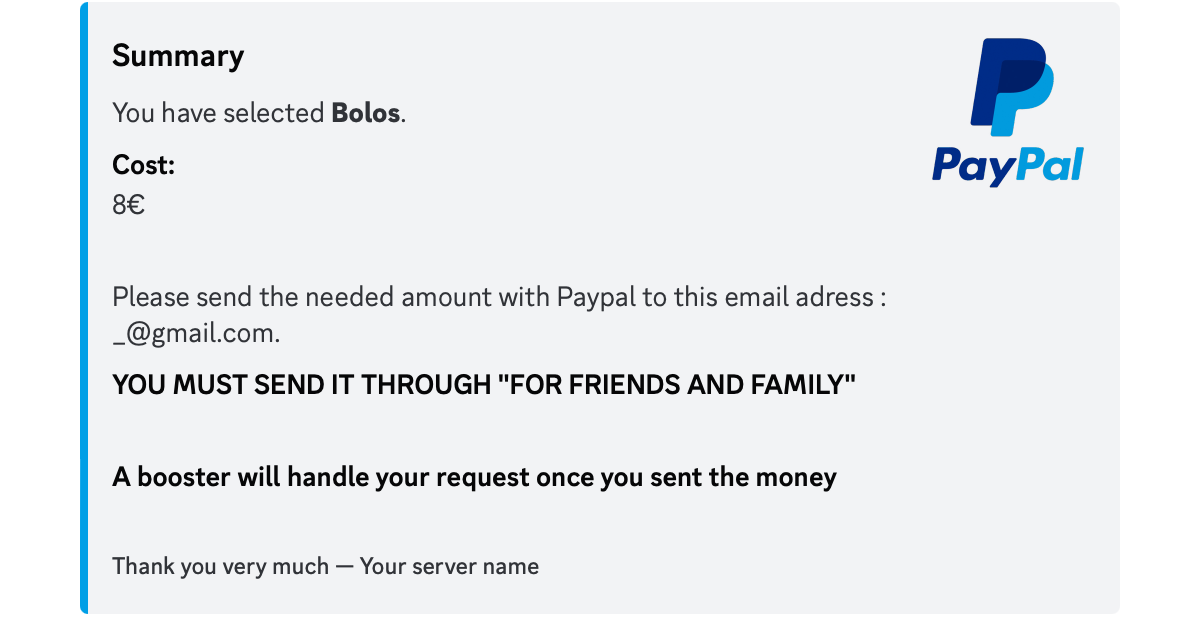 Summary
You have selected Bolos.
Cost:
8€
Please send the needed amount with Paypal to this email adress :
_@gmail.com.
YOU MUST SEND IT THROUGH "FOR FRIENDS AND FAMILY"
A booster will handle your request once you sent the money
Thank you very much — Your server name
PayPal